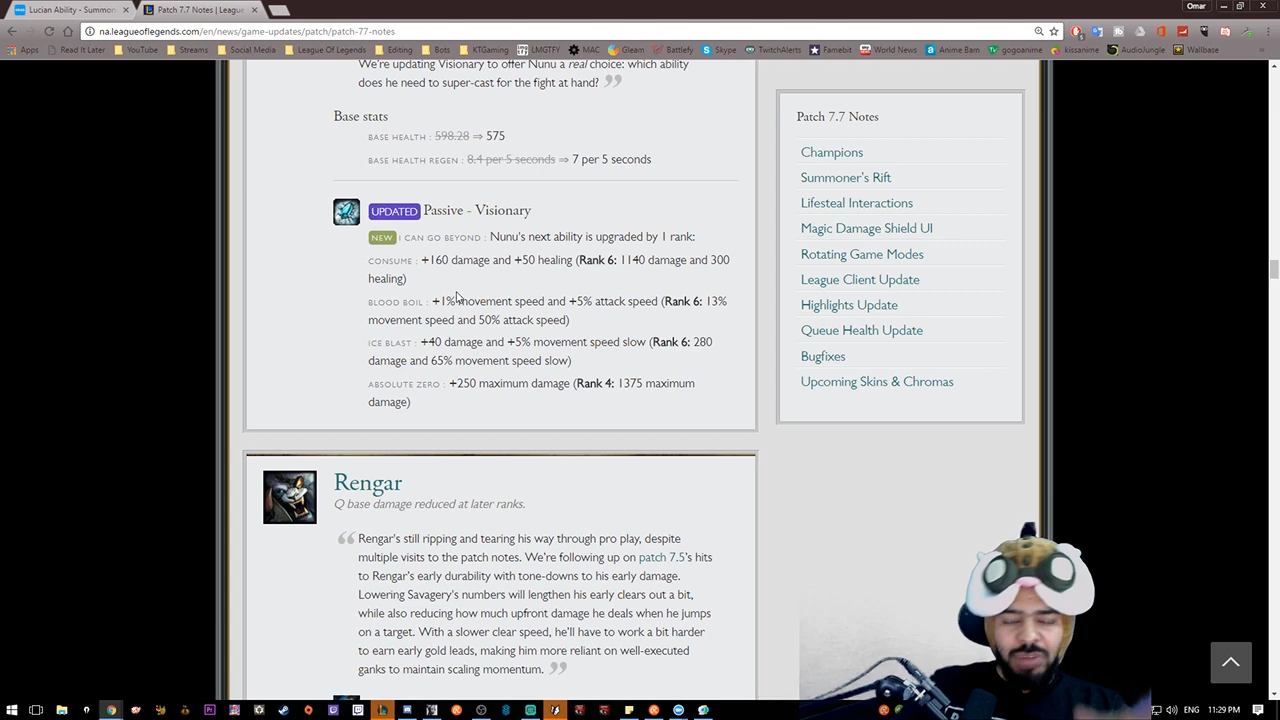 Lucian Ability - Summon
Patch 7.7 Notes | League
Omar
na.leagueoflegends.com/en/news/game-updates/patch/patch-77-notes
Apps Read It Later YouTube Streams Social Media League Of Legends Editing Bots KTGaming LMGTFY MAC Gleam Battlefy Skype TwitchAlerts Famebit World News Anime Bam gogoanime kissanime AudioJungle Wallbase
We're updating Visionary to offer Nunu a real choice: which ability
does he need to super-cast for the fight at hand?
Base stats
BASE HEALTH : 598.28 ⇒ 575
BASE HEALTH REGEN : 8.4 per 5 seconds ⇒ 7 per 5 seconds
UPDATED Passive - Visionary
NEW I CAN GO BEYOND : Nunu's next ability is upgraded by 1 rank:
CONSUME : +160 damage and +50 healing (Rank 6: 1140 damage and 300
healing)
BLOOD BOIL : +1% movement speed and +5% attack speed (Rank 6: 13%
movement speed and 50% attack speed)
ICE BLAST : +40 damage and +5% movement speed slow (Rank 6: 280
damage and 65% movement speed slow)
ABSOLUTE ZERO : +250 maximum damage (Rank 4: 1375 maximum
damage)
Rengar
Q base damage reduced at later ranks.
Rengar's still ripping and tearing his way through pro play, despite
multiple visits to the patch notes. We're following up on patch 7.5's hits
to Rengar's early durability with tone-downs to his early damage.
Lowering Savagery's numbers will lengthen his early clears out a bit,
while also reducing how much upfront damage he deals when he jumps
on a target. With a slower clear speed, he'll have to work a bit harder
to earn early gold leads, making him more reliant on well-executed
ganks to maintain scaling momentum.
Patch 7.7 Notes
Champions
Summoner's Rift
Lifesteal Interactions
Magic Damage Shield UI
Rotating Game Modes
League Client Update
Highlights Update
Queue Health Update
Bugfixes
Upcoming Skins & Chromas
ENG 11:29 PM